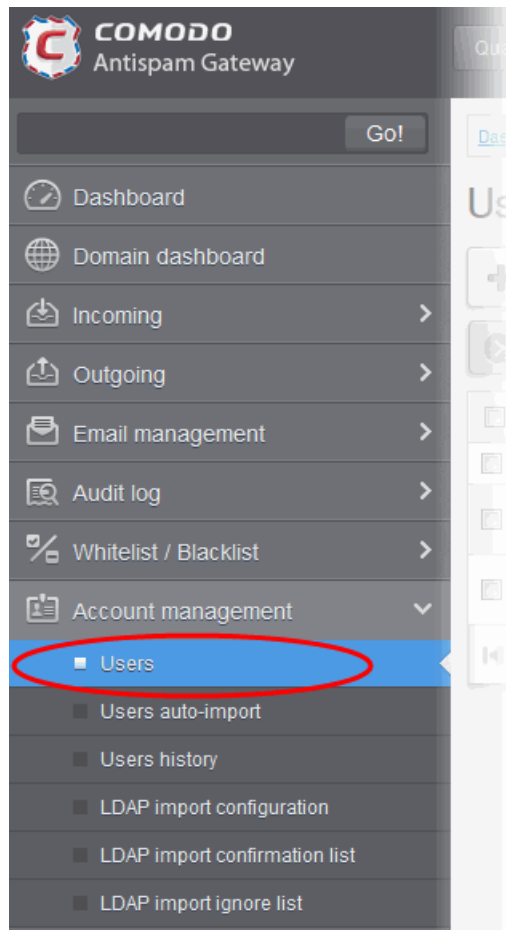 COMODO
Antispam Gateway
Go!
Dashboard
Domain dashboard
Incoming
Outgoing
Email management
Audit log
Whitelist / Blacklist
Account management
Users
Users auto-import
Users history
LDAP import configuration
LDAP import confirmation list
LDAP import ignore list